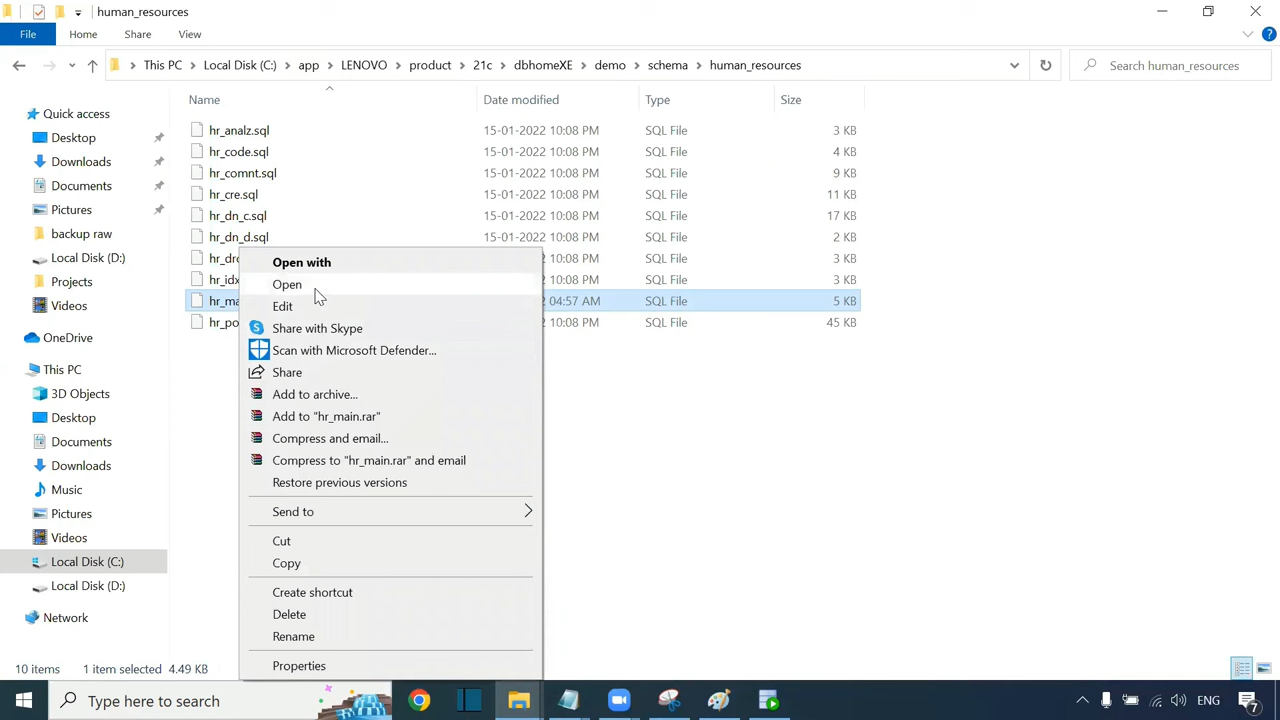 human_resources
File Home Share View
This PC Local Disk (C:) app LENOVO product 21c dbhomeXE demo schema human_resources
Search human_resources
Name Date modified Type Size
Quick access
Desktop
Downloads
Documents
Pictures
backup raw
Local Disk (D:)
Projects
Videos
OneDrive
This PC
3D Objects
Desktop
Documents
Downloads
Music
Pictures
Videos
Local Disk (C:)
Local Disk (D:)
Network
hr_analz.sql 15-01-2022 10:08 PM SQL File 3 KB
hr_code.sql 15-01-2022 10:08 PM SQL File 4 KB
hr_comnt.sql 15-01-2022 10:08 PM SQL File 9 KB
hr_cre.sql 15-01-2022 10:08 PM SQL File 11 KB
hr_dn_c.sql 15-01-2022 10:08 PM SQL File 17 KB
hr_dn_d.sql 15-01-2022 10:08 PM SQL File 2 KB
2022 10:08 PM SQL File 3 KB
hr_idx 2022 10:08 PM SQL File 3 KB
hr_ma 2022 04:57 AM SQL File 5 KB
hr_po 2022 10:08 PM SQL File 45 KB
Open with
Open
Edit
Share with Skype
Scan with Microsoft Defender...
Share
Add to archive...
Add to "hr_main.rar"
Compress and email...
Compress to "hr_main.rar" and email
Restore previous versions
Send to
Cut
Copy
Create shortcut
Delete
Rename
Properties
10 items 1 item selected 4.49 KB
Type here to search
ENG
7